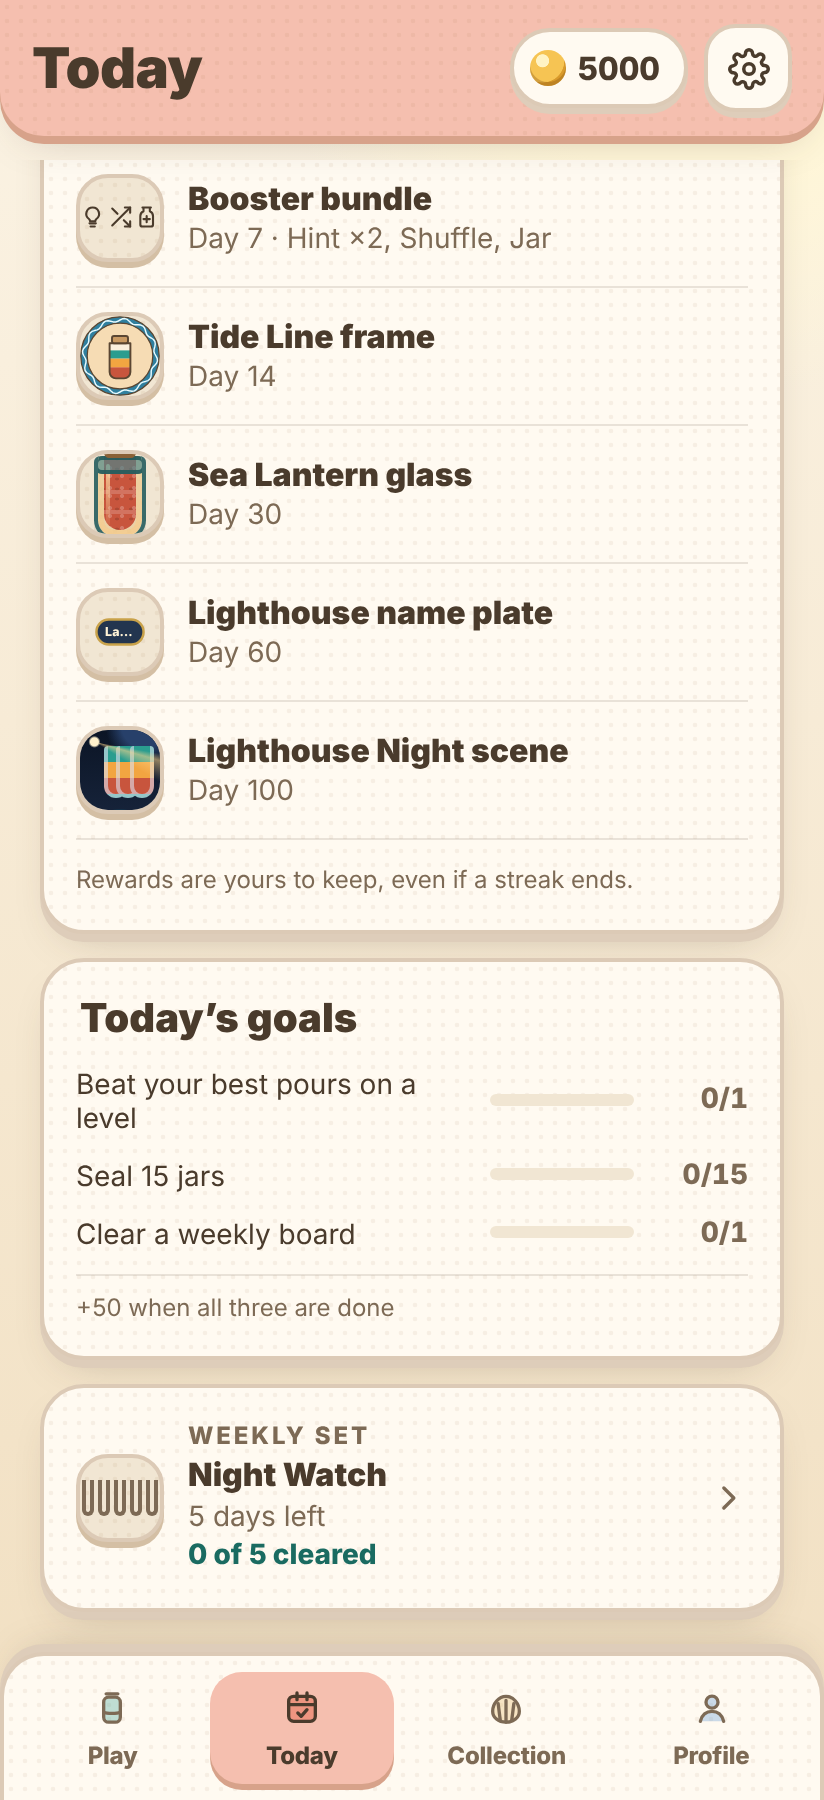 Today
5000
Booster bundle
Day 7 · Hint ×2, Shuffle, Jar
Tide Line frame
Day 14
Sea Lantern glass
Day 30
La...
Lighthouse name plate
Day 60
Lighthouse Night scene
Day 100
Rewards are yours to keep, even if a streak ends.
Today’s goals
Beat your best pours on a
level
0/1
Seal 15 jars
0/15
Clear a weekly board
0/1
+50 when all three are done
WEEKLY SET
Night Watch
5 days left
0 of 5 cleared
Play
Today
Collection
Profile